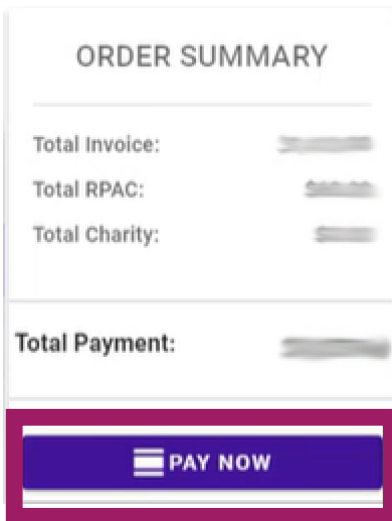 ORDER SUMMARY
Total Invoice:
Total RPAC:
Total Charity:
Total Payment:
PAY NOW